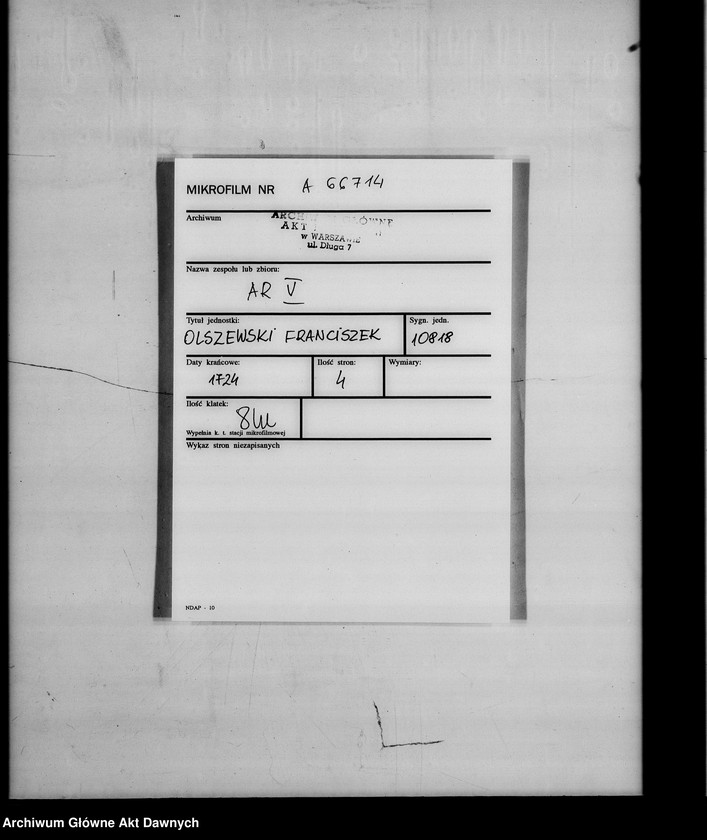 MIKROFILM NR A 66714
Archiwum
AKT
w WARSZAWIE
ul. Długa 7
Nazwa zespołu lub zbioru:
AR V
Tytuł jednostki: Sygn. jedn.
OLSZEWSKI FRANCISZEK 10818
Daty krańcowe: Ilość stron: Wymiary:
1724 4
Ilość klatek:
8
Wypełnia k. t. stacji mikrofilmowej
Wykaz stron niezapisanych
NDAP - 10
Archiwum Główne Akt Dawnych